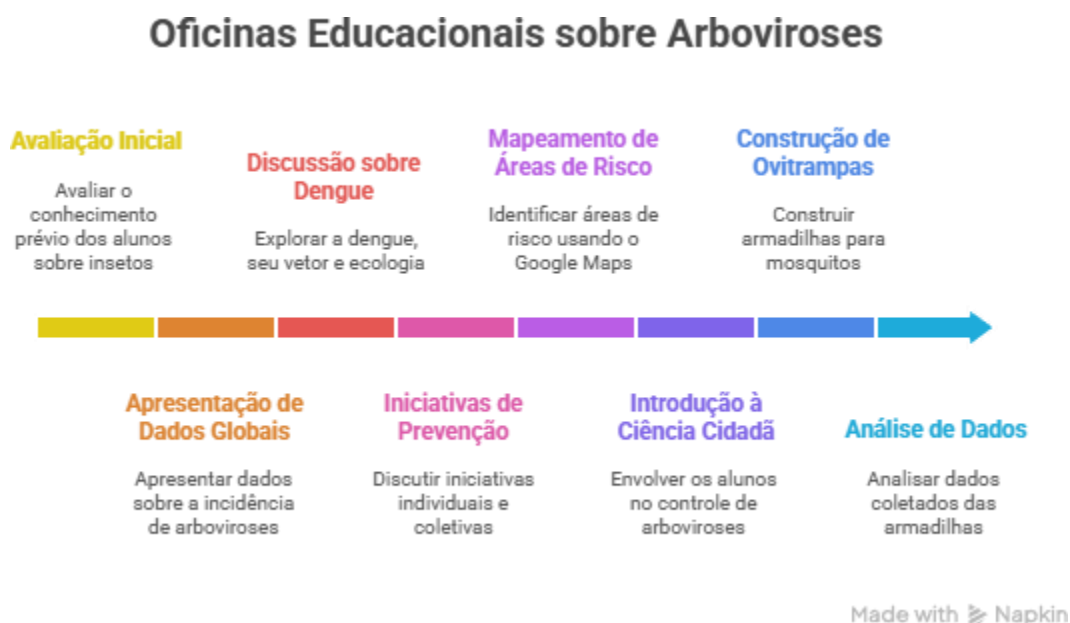 Oficinas Educacionais sobre Arboviroses
Avaliação Inicial
Avaliar o
conhecimento
prévio dos alunos
sobre insetos
Apresentação de
Dados Globais
Apresentar dados
sobre a incidência
de arboviroses
Discussão sobre
Dengue
Explorar a dengue,
seu vetor e ecologia
Iniciativas de
Prevenção
Discutir iniciativas
individuais e
coletivas
Mapeamento de
Áreas de Risco
Identificar áreas de
risco usando o
Google Maps
Introdução à
Ciência Cidadã
Envolver os alunos
no controle de
arboviroses
Construção de
Ovitrampas
Construir
armadilhas para
mosquitos
Análise de Dados
Analisar dados
coletados das
armadilhas
Made with Napkin